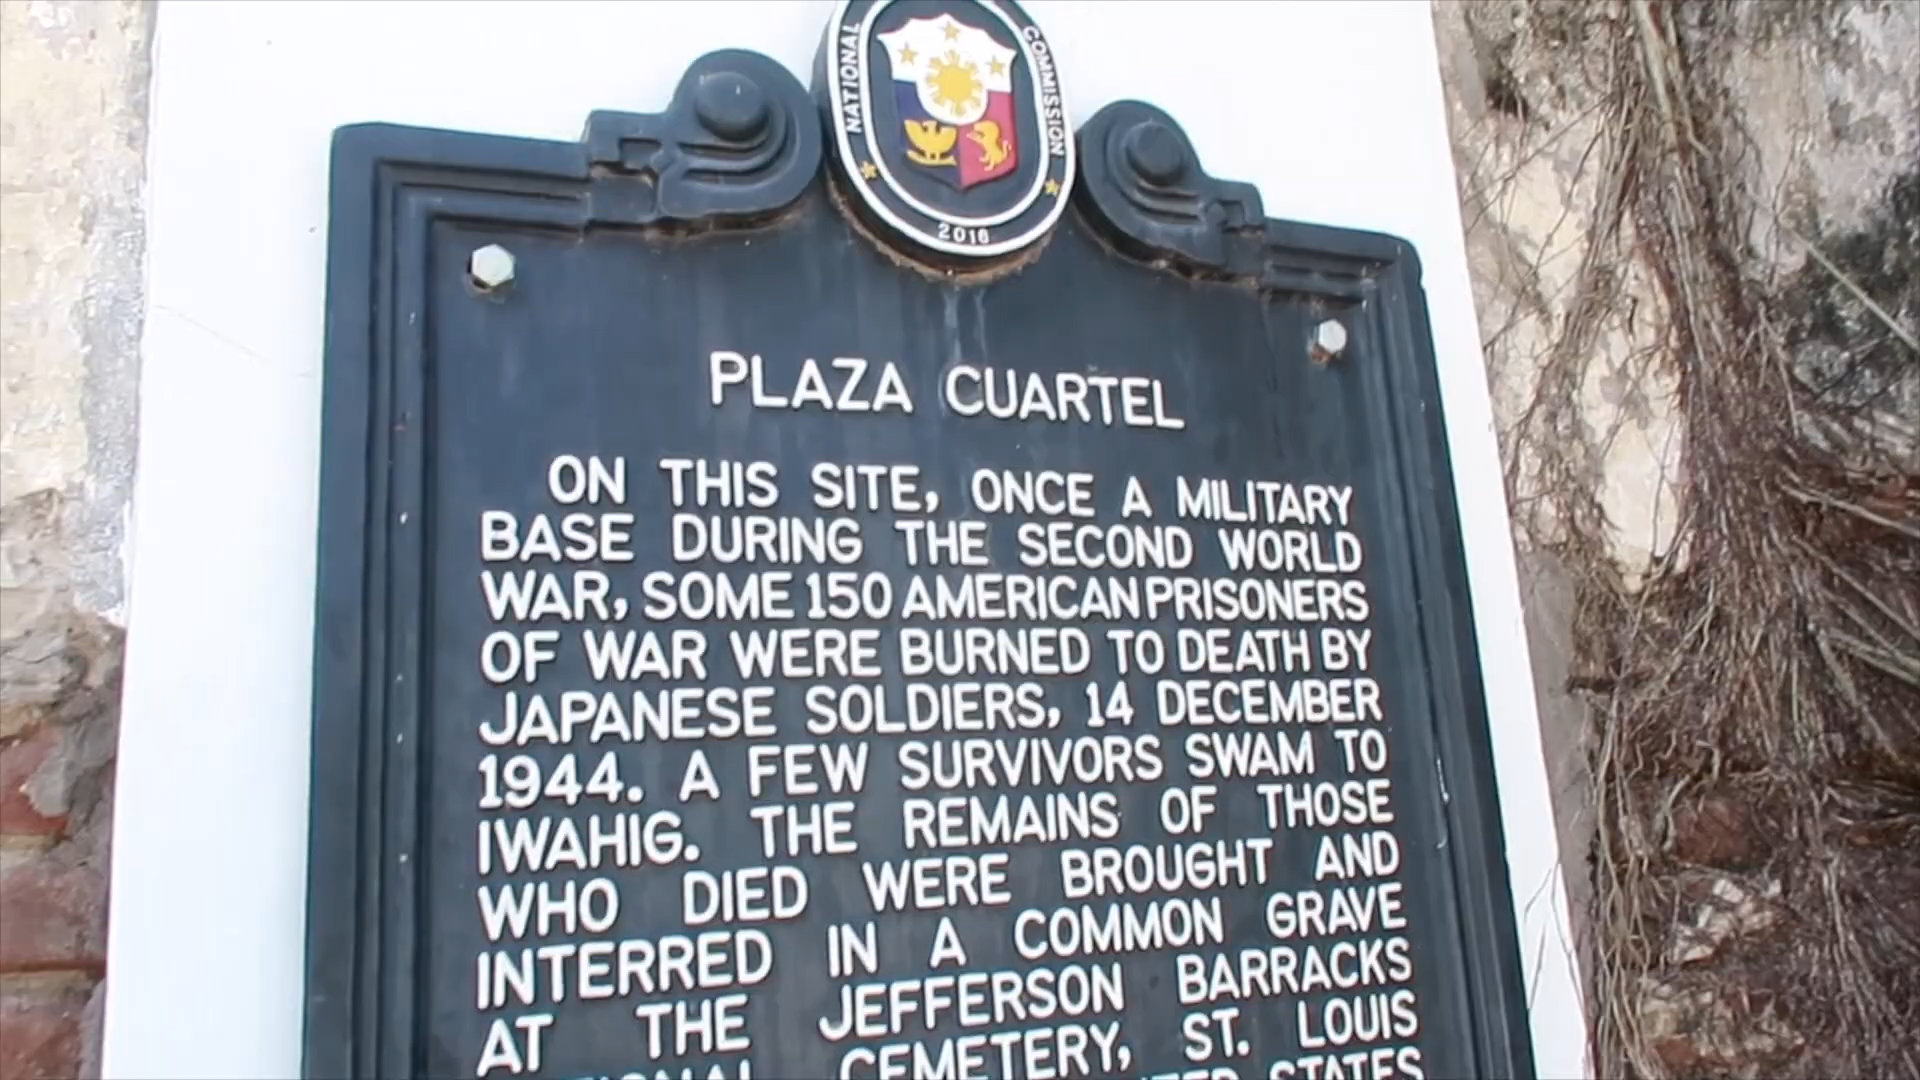 NATIONAL COMMISSION
2016
PLAZA CUARTEL
ON THIS SITE, ONCE A MILITARY
BASE DURING THE SECOND WORLD
WAR, SOME 150 AMERICAN PRISONERS
OF WAR WERE BURNED TO DEATH BY
JAPANESE SOLDIERS, 14 DECEMBER
1944. A FEW SURVIVORS SWAM TO
IWAHIG. THE REMAINS OF THOSE
WHO DIED WERE BROUGHT AND
INTERRED IN A COMMON GRAVE
AT THE JEFFERSON BARRACKS
CEMETERY, ST. LOUIS
STATES